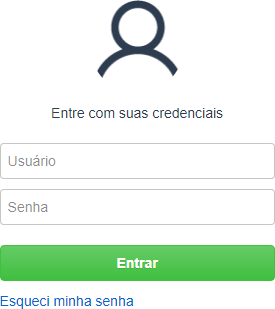 Entre com suas credenciais
Usuário
Senha
Entrar
Esqueci minha senha